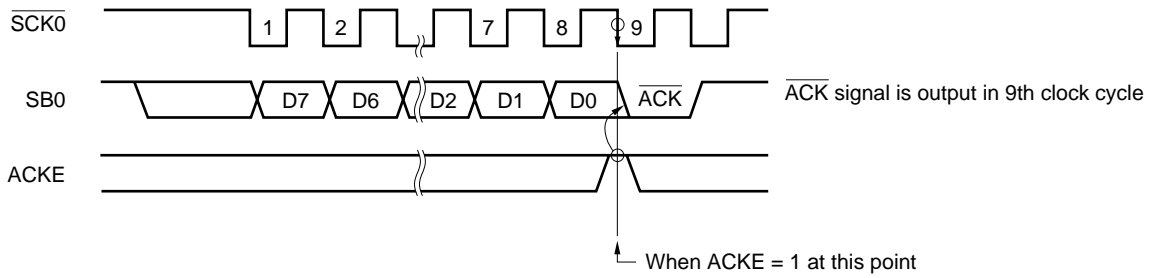 SCK0 1 2 7 8 9
SB0 D7 D6 D2 D1 D0 ACK ACK signal is output in 9th clock cycle
ACKE
When ACKE = 1 at this point